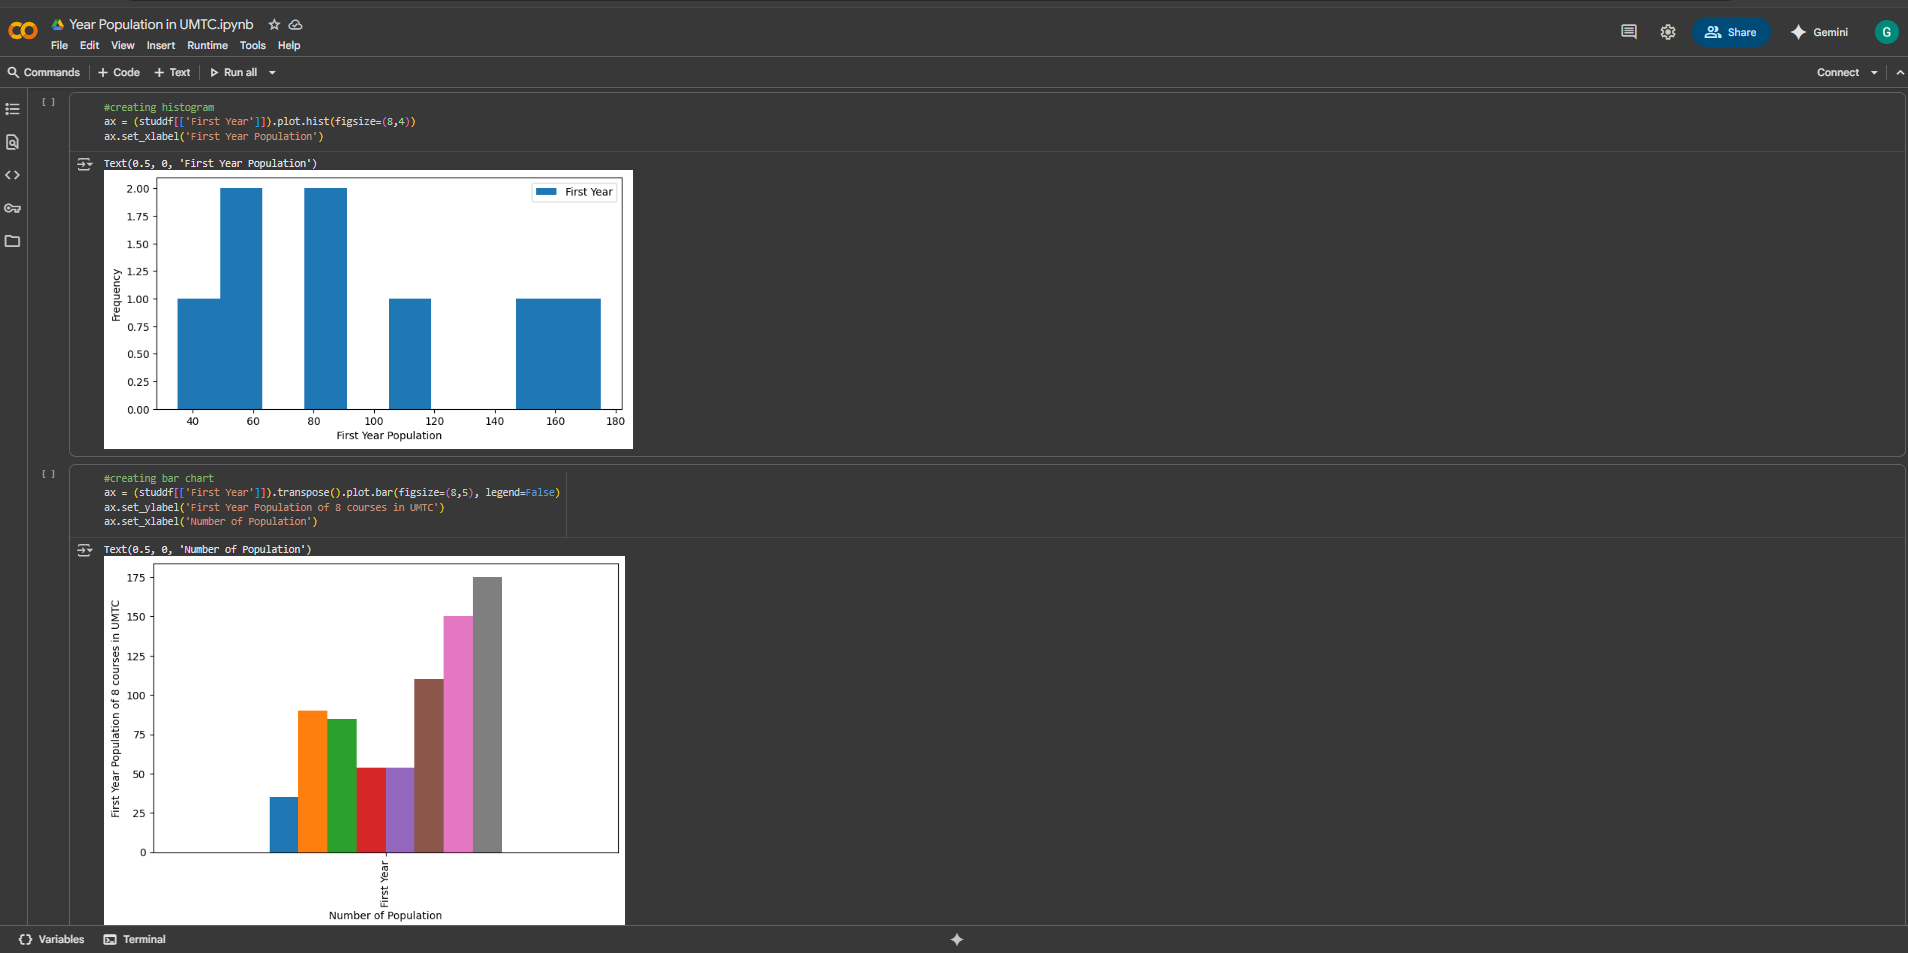 Year Population in UMTC.ipynb
File Edit View Insert Runtime Tools Help
Share
Gemini
G
Commands + Code + Text Run all
Connect
[ ]
#creating histogram
ax = (studdf[['First Year']]).plot.hist(figsize=(8,4))
ax.set_xlabel('First Year Population')
Text(0.5, 0, 'First Year Population')
First Year
2.00
1.75
1.50
1.25
1.00
0.75
0.50
0.25
0.00
Frequency
40 60 80 100 120 140 160 180
First Year Population
[ ]
#creating bar chart
ax = (studdf[['First Year']]).transpose().plot.bar(figsize=(8,5), legend=False)
ax.set_ylabel('First Year Population of 8 courses in UMTC')
ax.set_xlabel('Number of Population')
Text(0.5, 0, 'Number of Population')
175
150
125
100
75
50
25
0
First Year Population of 8 courses in UMTC
First Year
Number of Population
Variables Terminal